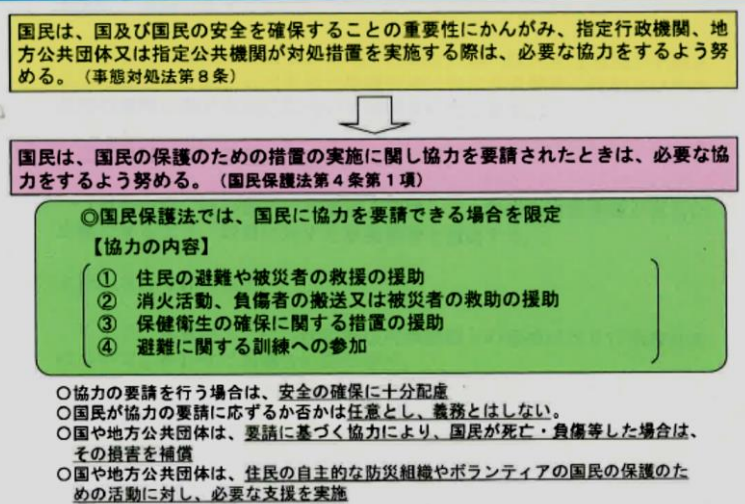 国民は、国及び国民の安全を確保することの重要性にかんがみ、指定行政機関、地
方公共団体又は指定公共機関が対処措置を実施する際は、必要な協力をするよう努
める。（事態対処法第８条）
国民は、国民の保護のための措置の実施に関し協力を要請されたときは、必要な協
力をするよう努める。（国民保護法第４条第１項）
◎国民保護法では、国民に協力を要請できる場合を限定
【協力の内容】
① 住民の避難や被災者の救援の援助
② 消火活動、負傷者の搬送又は被災者の救助の援助
③ 保健衛生の確保に関する措置の援助
④ 避難に関する訓練への参加
○協力の要請を行う場合は、安全の確保に十分配慮
○国民が協力の要請に応ずるか否かは任意とし、義務とはしない。
○国や地方公共団体は、要請に基づく協力により、国民が死亡・負傷等した場合は、
その損害を補償
○国や地方公共団体は、住民の自主的な防災組織やボランティアの国民の保護のた
めの活動に対し、必要な支援を実施